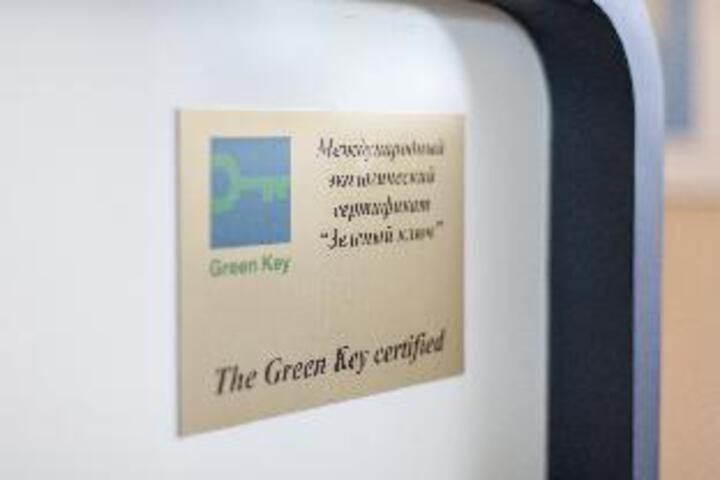 Green Key
Международный
экологический
сертификат
“Зеленый ключ”
The Green Key certified